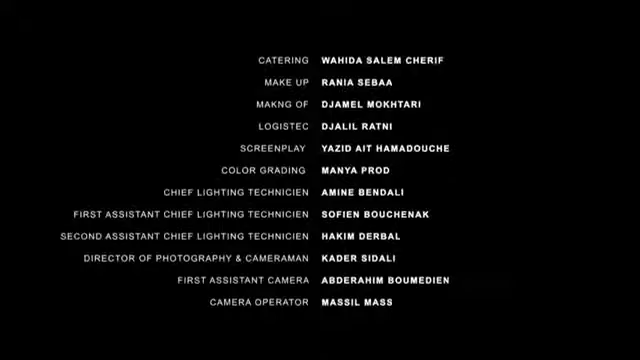 CATERING WAHIDA SALEM CHERIF
MAKE UP RANIA SEBAA
MAKNG OF DJAMEL MOKHTARI
LOGISTEC DJALIL RATNI
SCREENPLAY YAZID AIT HAMADOUCHE
COLOR GRADING MANYA PROD
CHIEF LIGHTING TECHNICIEN AMINE BENDALI
FIRST ASSISTANT CHIEF LIGHTING TECHNICIEN SOFIEN BOUCHENAK
SECOND ASSISTANT CHIEF LIGHTING TECHNICIEN HAKIM DERBAL
DIRECTOR OF PHOTOGRAPHY & CAMERAMAN KADER SIDALI
FIRST ASSISTANT CAMERA ABDERAHIM BOUMEDIEN
CAMERA OPERATOR MASSIL MASS